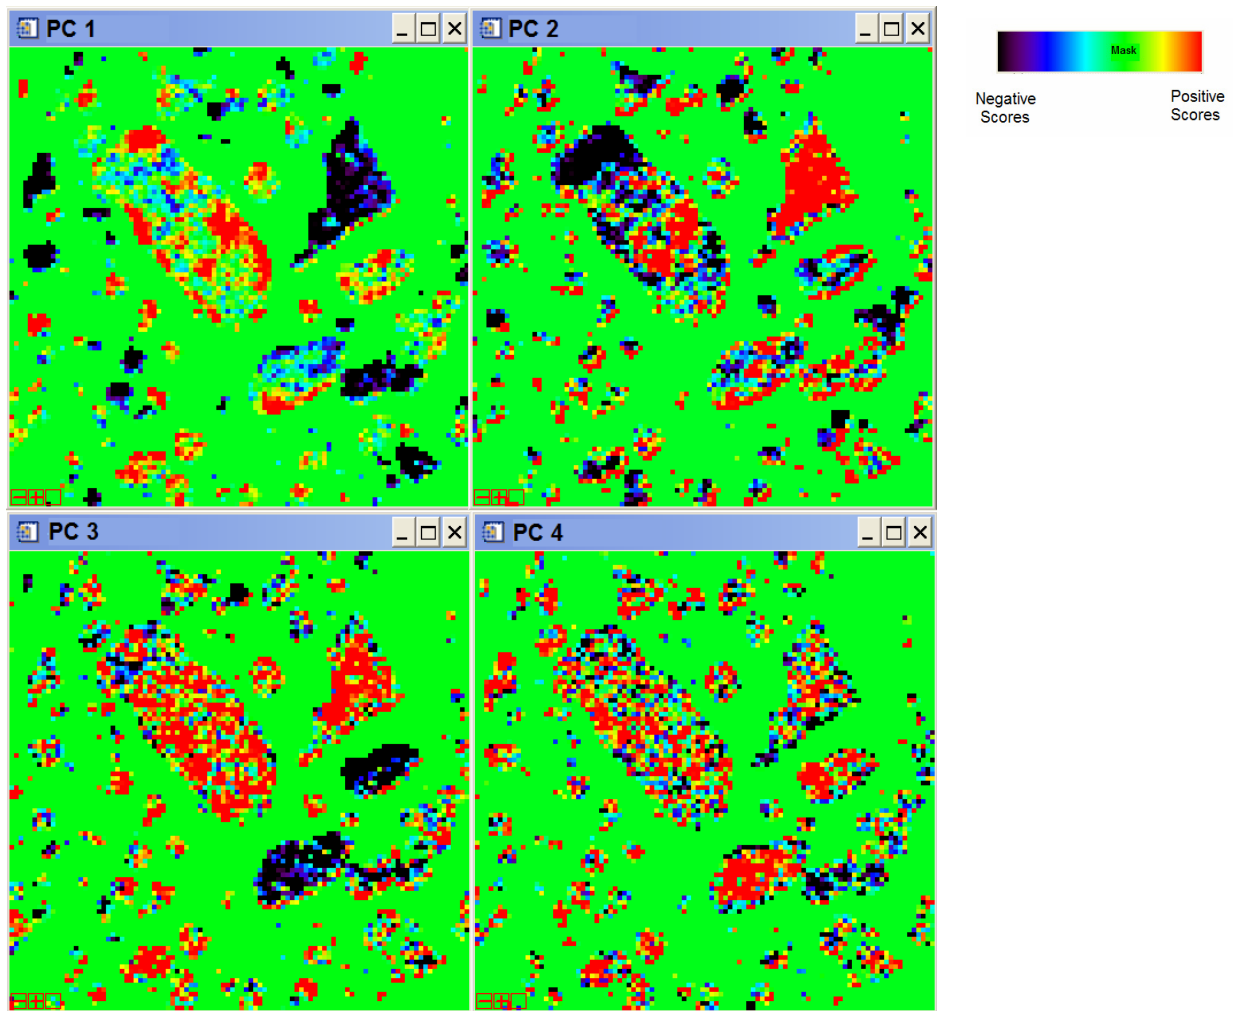 PC 1
PC 2
Mask
Negative
Scores
Positive
Scores
PC 3
PC 4